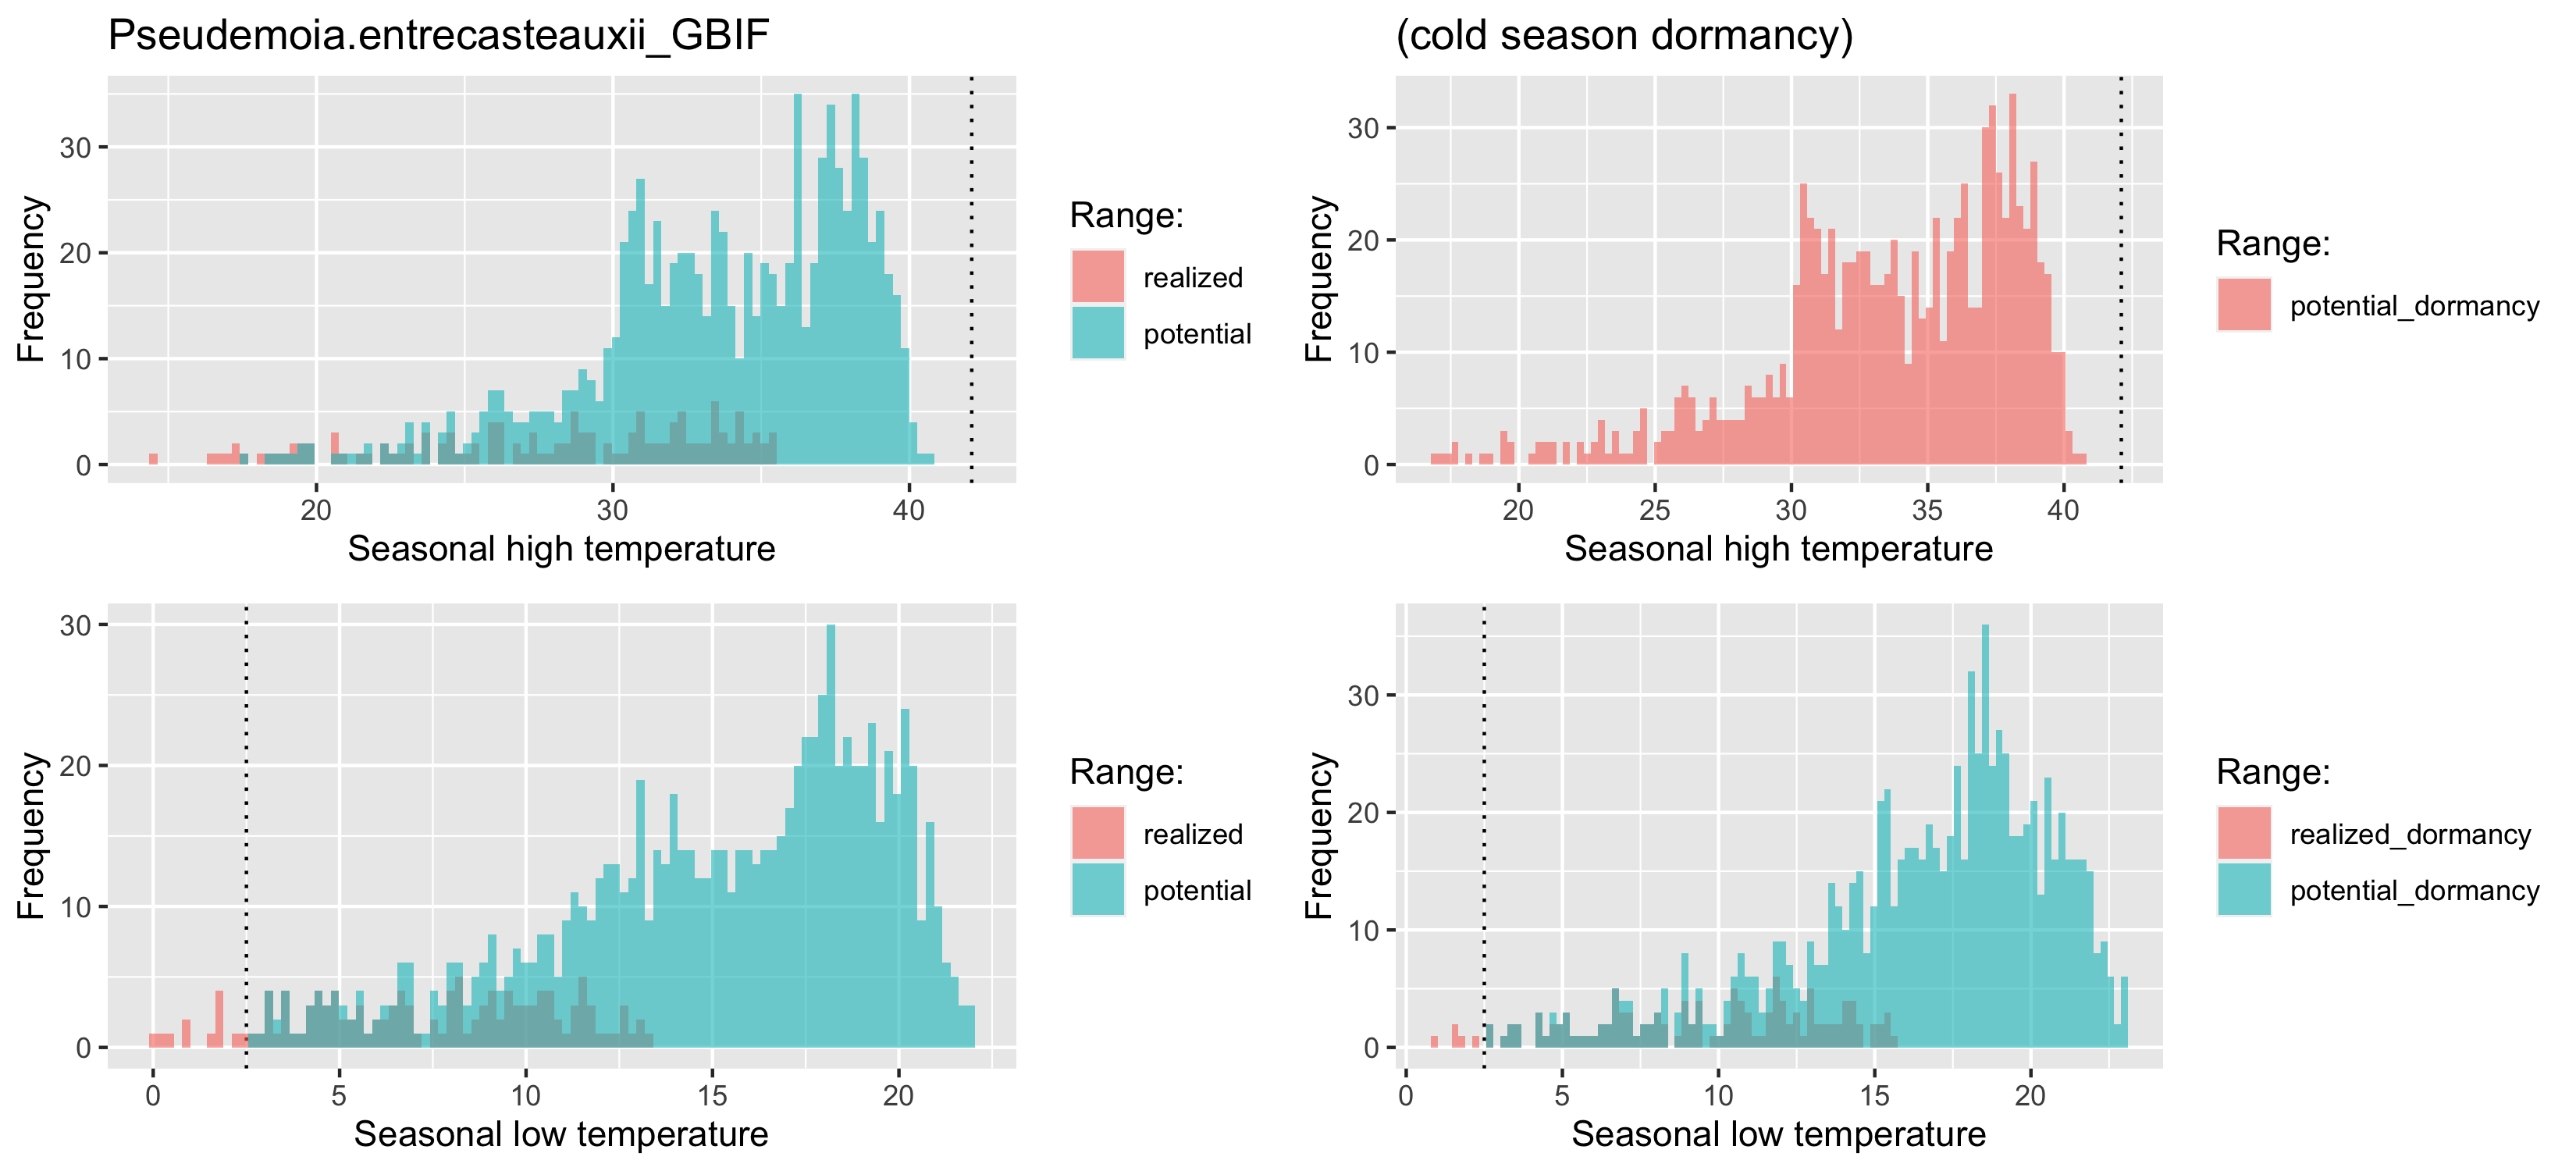 Pseudemoia.entrecasteauxii_GBIF
Frequency
30
20
10
0
20 30 40
Seasonal high temperature
Range:
realized
potential
(cold season dormancy)
Frequency
30
20
10
0
20 25 30 35 40
Seasonal high temperature
Range:
potential_dormancy
Frequency
30
20
10
0
0 5 10 15 20
Seasonal low temperature
Range:
realized
potential
Frequency
30
20
10
0
0 5 10 15 20
Seasonal low temperature
Range:
realized_dormancy
potential_dormancy